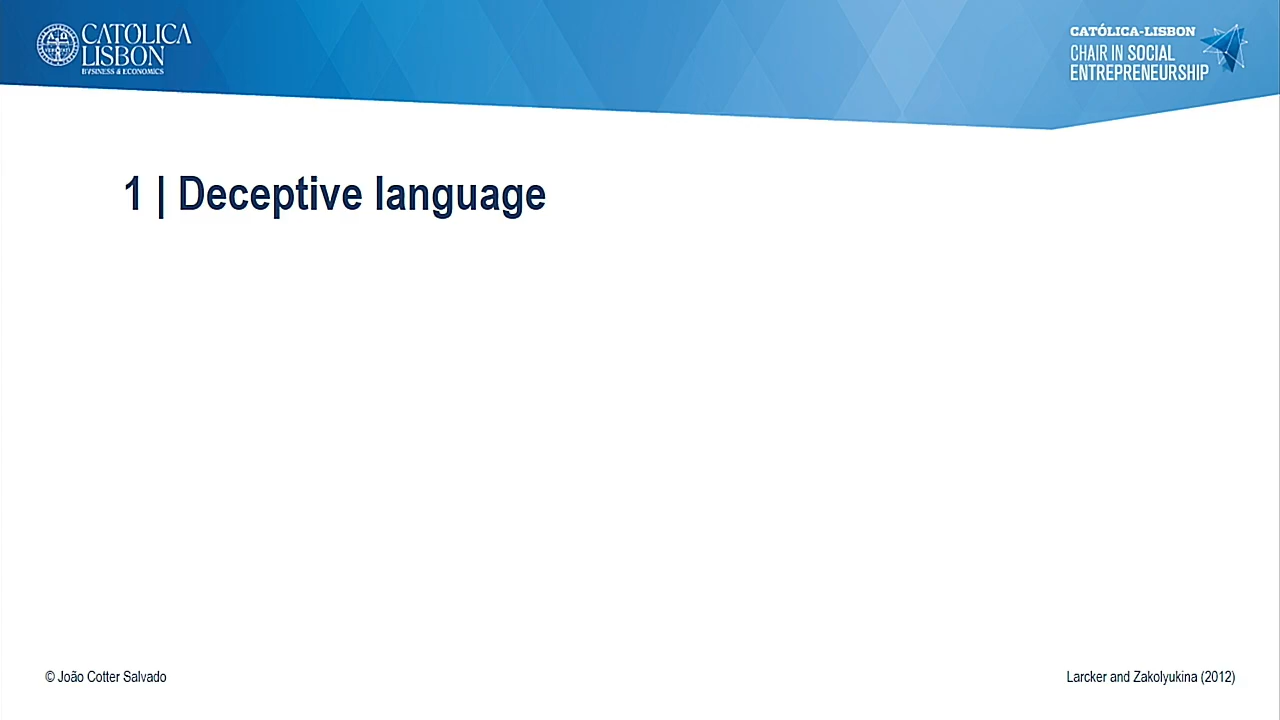 CATÓLICA
LISBON
BUSINESS & ECONOMICS
CATÓLICA-LISBON
CHAIR IN SOCIAL
ENTREPRENEURSHIP
1 | Deceptive language
© João Cotter Salvado
Larcker and Zakolyukina (2012)